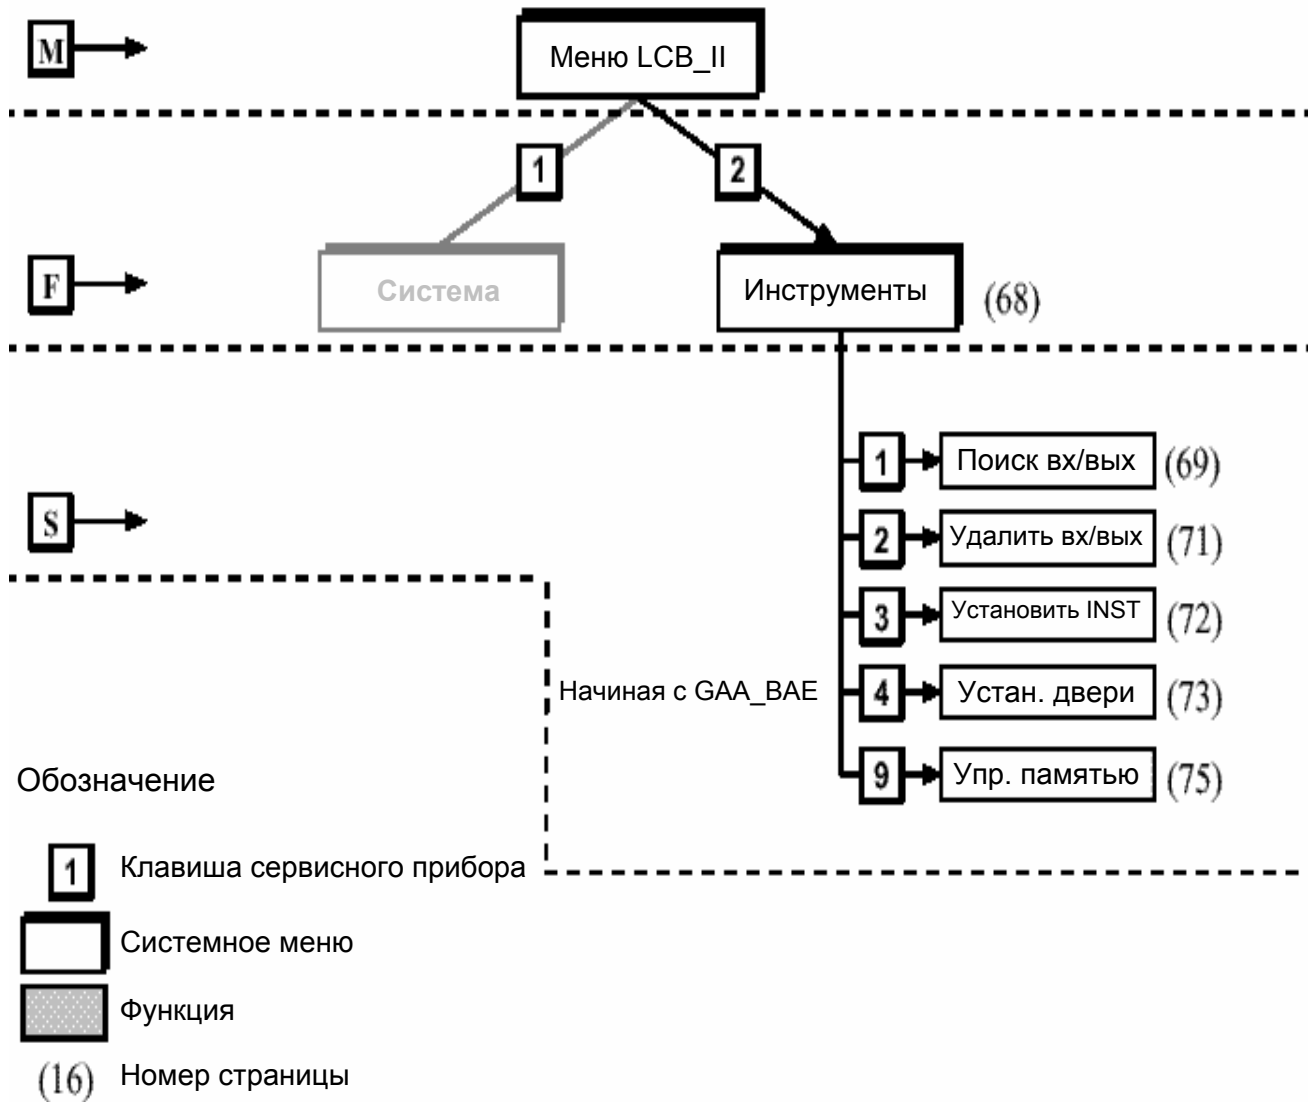 M
Меню LCB_II
1
2
F
Система
Инструменты
(68)
S
1 Поиск вх/вых (69)
2 Удалить вх/вых (71)
3 Установить INST (72)
Начиная с GAA_BAE
4 Устан. двери (73)
9 Упр. памятью (75)
Обозначение
1 Клавиша сервисного прибора
Системное меню
Функция
(16) Номер страницы